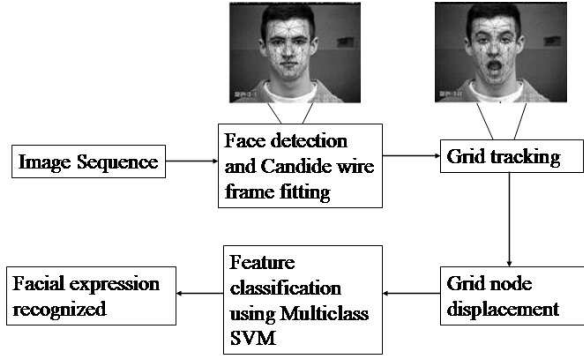 Image Sequence
Face detection
and Candide wire
frame fitting
Grid tracking
Grid node
displacement
Feature
classification
using Multiclass
SVM
Facial expression
recognized